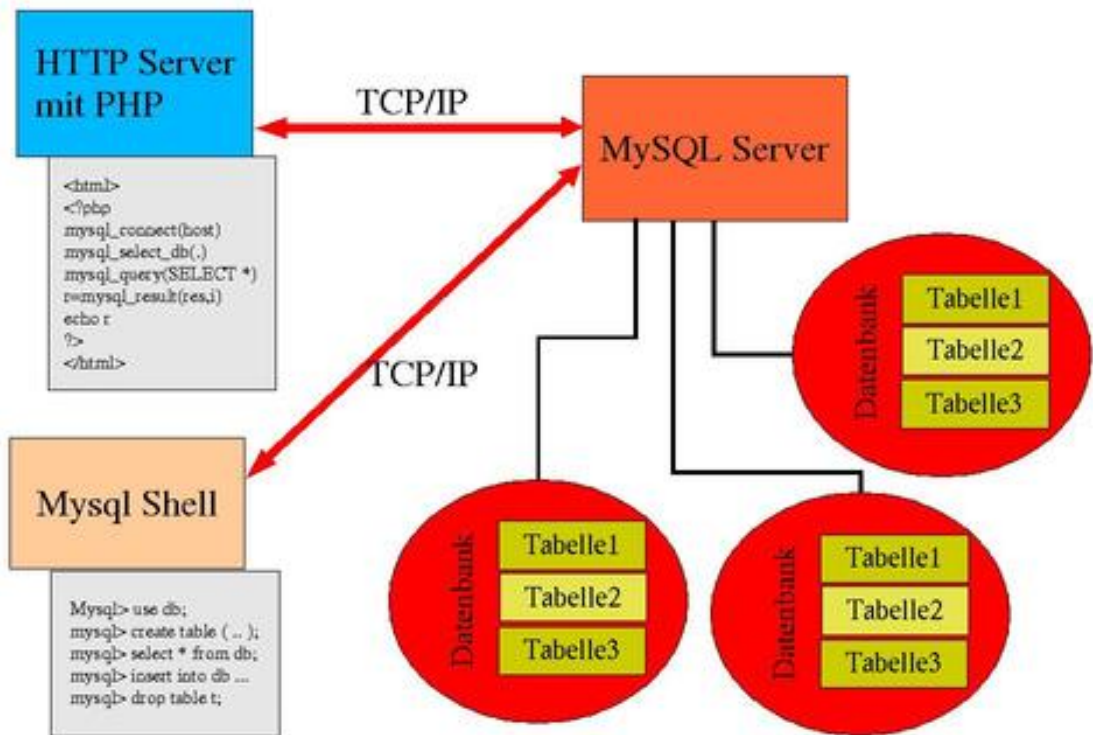 HTTP Server
mit PHP
TCP/IP
MySQL Server
<html>
<?php
mysql_connect(host)
mysql_select_db(.)
mysql_query(SELECT *)
r=mysql_result(res,i)
echo r
?>
</html>
TCP/IP
Mysql Shell
Mysql> use db;
mysql> create table ( .. );
mysql> select * from db;
mysql> insert into db ...
mysql> drop table t;
Datenbank
Tabelle1
Tabelle2
Tabelle3
Datenbank
Tabelle1
Tabelle2
Tabelle3
Datenbank
Tabelle1
Tabelle2
Tabelle3